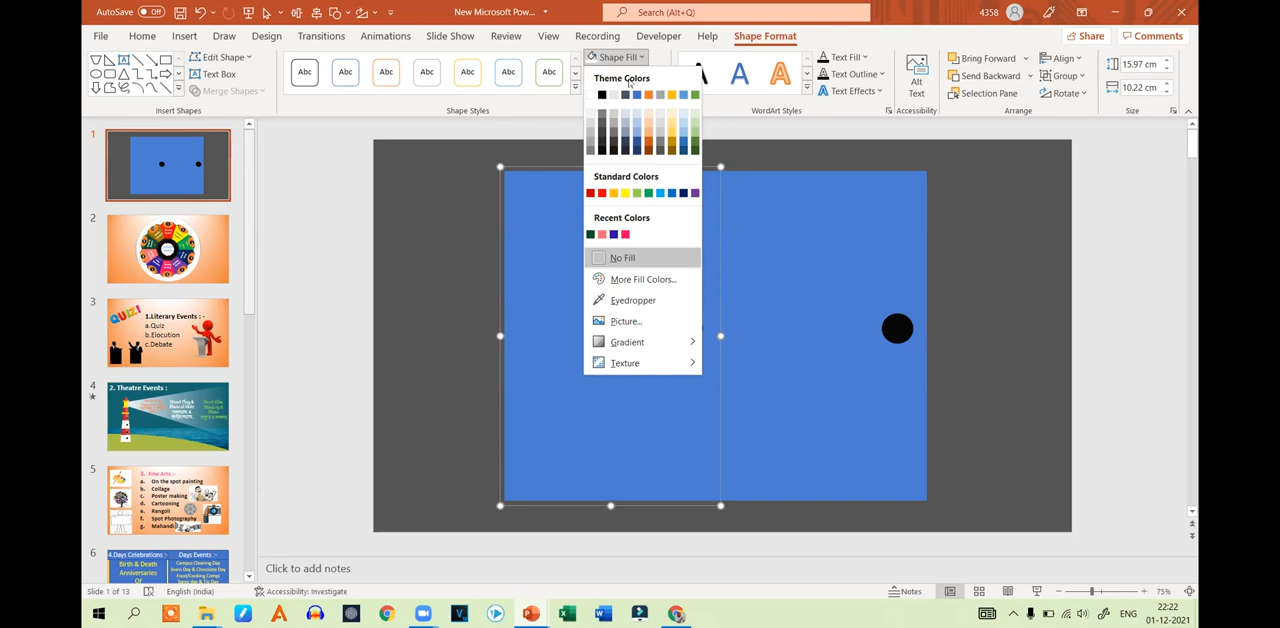 AutoSave Off
New Microsoft Pow...
Search (Alt+Q)
4358
File Home Insert Draw Design Transitions Animations Slide Show Review View Recording Developer Help Shape Format
Share Comments
Edit Shape
Text Box
Merge Shapes
Insert Shapes
Abc Abc Abc Abc Abc Abc Abc
Shape Styles
Shape Fill
A A A
WordArt Styles
Text Fill
Text Outline
Text Effects
Alt
Text
Accessibility
Bring Forward
Send Backward
Selection Pane
Align
Group
Rotate
Arrange
15.97 cm
10.22 cm
Size
Theme Colors
Standard Colors
Recent Colors
No Fill
More Fill Colors...
Eyedropper
Picture...
Gradient
Texture
1
2
3
QUIZ!
1.Literary Events : -
a.Quiz
b.Elocution
c.Debate
4
2. Theatre Events :
5
3. Fine Arts :-
a. On the spot painting
b. Collage
c. Poster making
d. Cartooning
e. Rangoli
f. Spot Photography
g. Mehandi
6
4.Days Celebrations :-
Birth & Death
Anniversaries
Of
Days Events :-
Campus Cleaning Day
Click to add notes
Slide 1 of 13
English (India)
Accessibility: Investigate
Notes
75%
ENG
22:22
01-12-2021